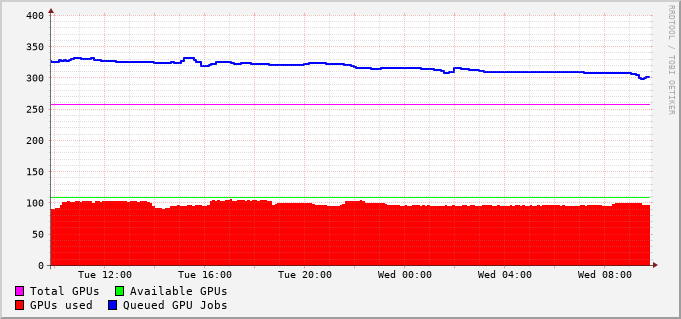 400
350
300
250
200
150
100
50
0
Tue 12:00 Tue 16:00 Tue 20:00 Wed 00:00 Wed 04:00 Wed 08:00
Total GPUs Available GPUs
GPUs used Queued GPU Jobs
RRDTOOL / TOBI OETIKER